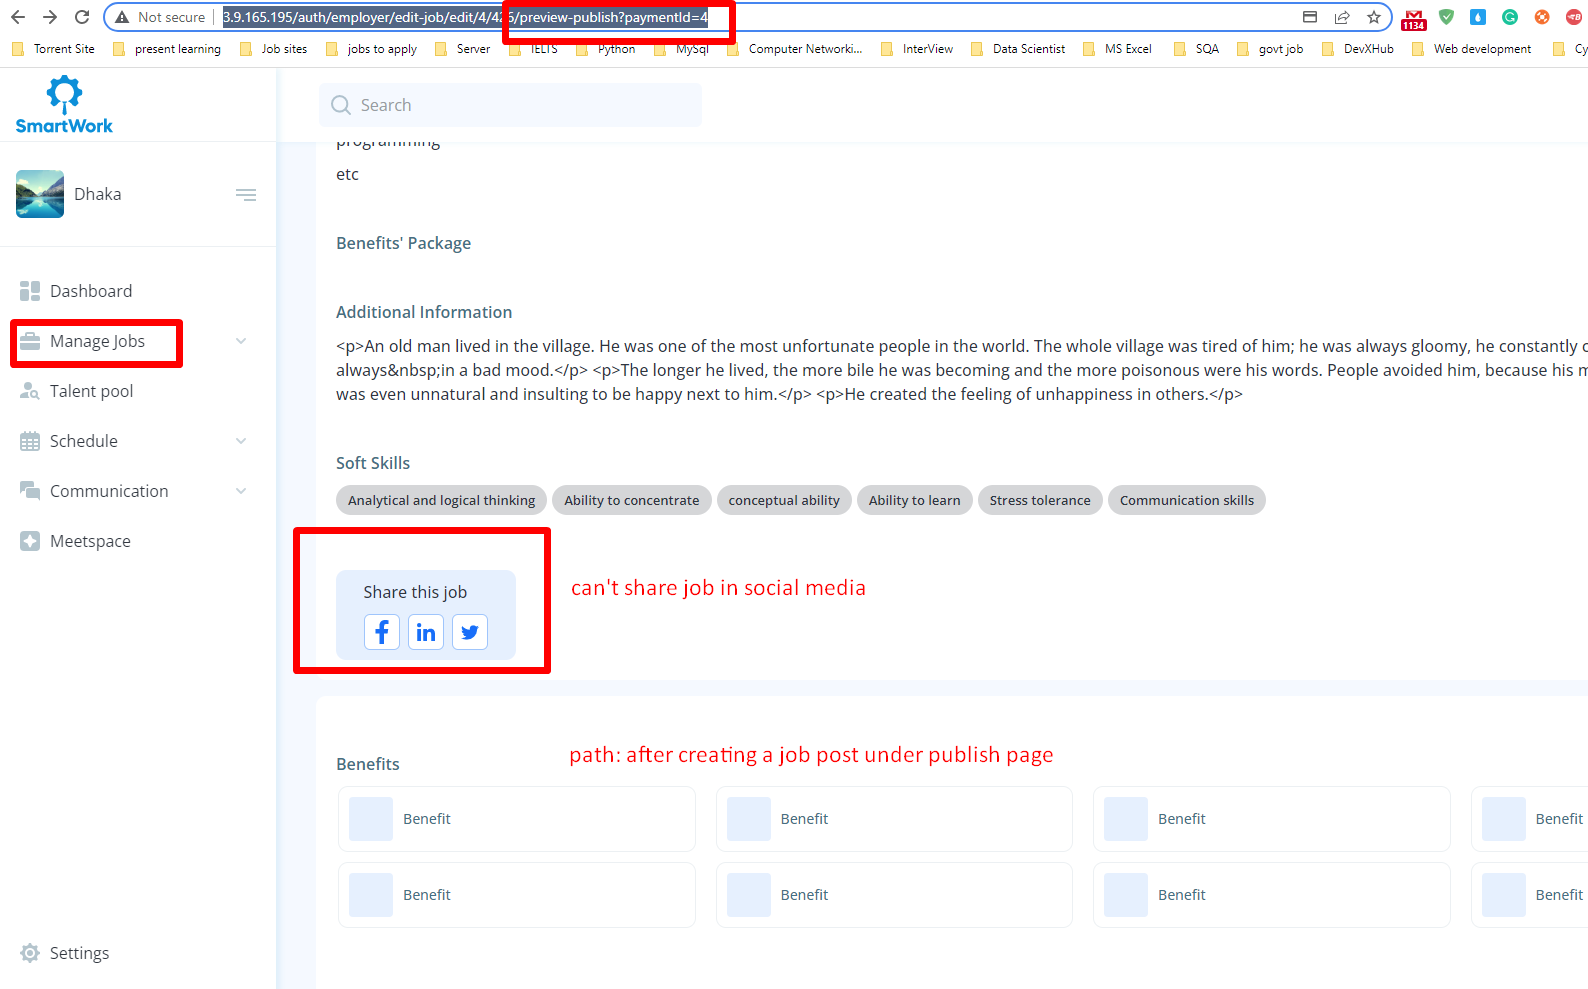 Not secure | 3.9.165.195/auth/employer/edit-job/edit/4/426/preview-publish?paymentId=4
1134
Torrent Site present learning Job sites jobs to apply Server IELTS Python MySql Computer Networki... InterView Data Scientist MS Excel SQA govt job DevXHub Web development Cy
SmartWork
Search
programming
Dhaka
etc
Benefits' Package
Dashboard
Additional Information
Manage Jobs
<p>An old man lived in the village. He was one of the most unfortunate people in the world. The whole village was tired of him; he was always gloomy, he constantly c
always&nbsp;in a bad mood.</p> <p>The longer he lived, the more bile he was becoming and the more poisonous were his words. People avoided him, because his m
was even unnatural and insulting to be happy next to him.</p> <p>He created the feeling of unhappiness in others.</p>
Talent pool
Schedule
Soft Skills
Communication
Analytical and logical thinking Ability to concentrate conceptual ability Ability to learn Stress tolerance Communication skills
Meetspace
Share this job
can't share job in social media
f in
path: after creating a job post under publish page
Benefits
Benefit Benefit Benefit Benefit
Benefit Benefit Benefit Benefit
Settings